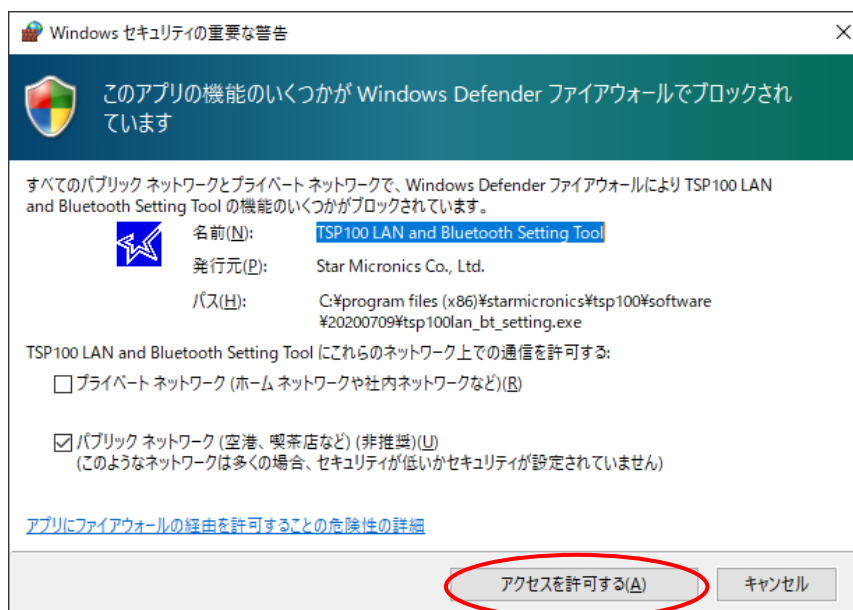 Windows セキュリティの重要な警告
このアプリの機能のいくつかが Windows Defender ファイアウォールでブロックされ
ています
すべてのパブリック ネットワークとプライベート ネットワークで、Windows Defender ファイアウォールにより TSP100 LAN
and Bluetooth Setting Tool の機能のいくつかがブロックされています。
名前(N): TSP100 LAN and Bluetooth Setting Tool
発行元(P): Star Micronics Co., Ltd.
パス(H): C:¥program files (x86)¥starmicronics¥tsp100¥software
¥20200709¥tsp100lan_bt_setting.exe
TSP100 LAN and Bluetooth Setting Tool にこれらのネットワーク上での通信を許可する:
プライベート ネットワーク (ホーム ネットワークや社内ネットワークなど)(R)
パブリック ネットワーク (空港、喫茶店など) (非推奨)(U)
(このようなネットワークは多くの場合、セキュリティが低いかセキュリティが設定されていません)
アプリにファイアウォールの経由を許可することの危険性の詳細
アクセスを許可する(A) キャンセル